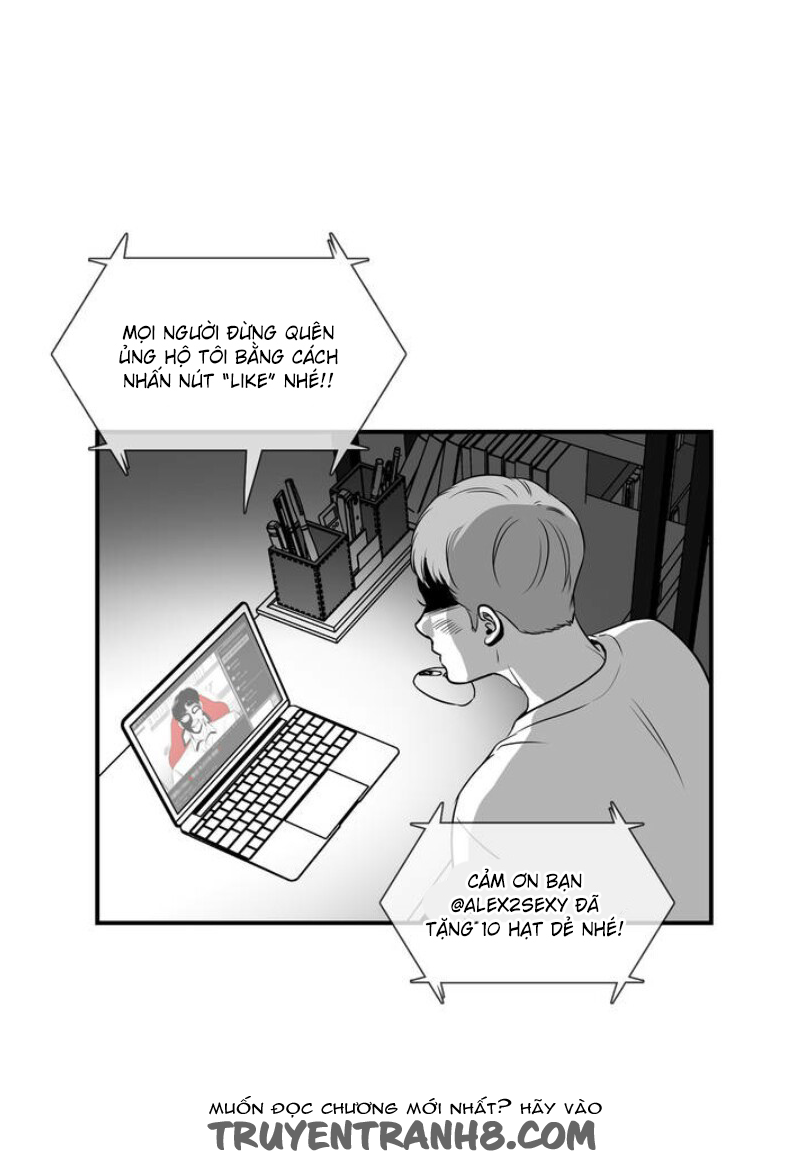 MỌI NGƯỜI ĐỪNG QUÊN
ỦNG HỘ TÔI BẰNG CÁCH
NHẤN NÚT "LIKE" NHÉ!!
CẢM ƠN BẠN
@ALEX2SEXY ĐÃ
TẶNG 10 HẠT DẺ NHÉ!
MUỐN ĐỌC CHƯƠNG MỚI NHẤT? HÃY VÀO
TRUYENTRANH8.COM